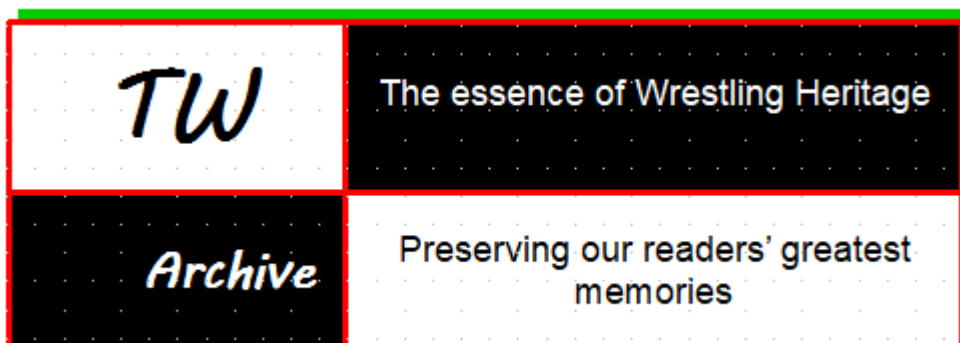 TW
The essence of Wrestling Heritage
Archive
Preserving our readers’ greatest
memories